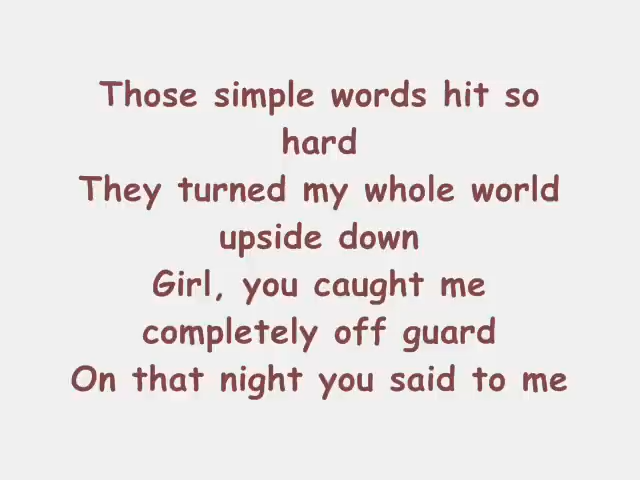 Those simple words hit so
hard
They turned my whole world
upside down
Girl, you caught me
completely off guard
On that night you said to me